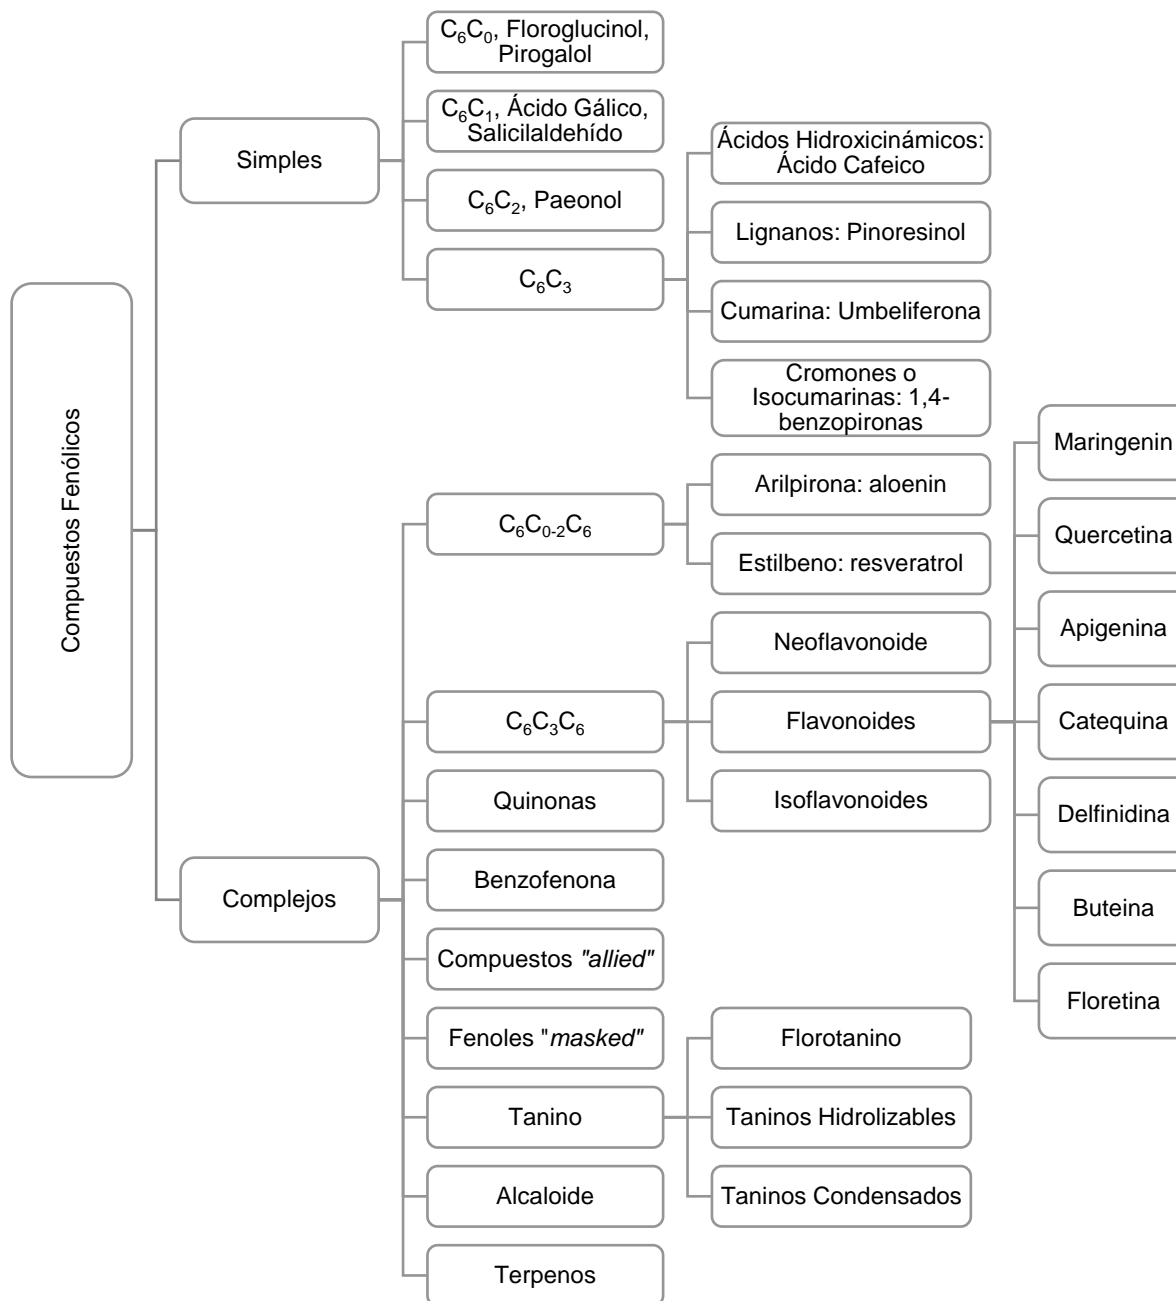 Compuestos Fenólicos
Simples
C₆C₀, Floroglucinol,
Pirogalol
C₆C₁, Ácido Gálico,
Salicilaldehído
C₆C₂, Paeonol
C₆C₃
Ácidos Hidroxicinámicos:
Ácido Cafeico
Lignanos: Pinoresinol
Cumarina: Umbeliferona
Cromones o
Isocumarinas: 1,4-
benzopironas
Complejos
C₆C₀₋₂C₆
Arilpirona: aloenin
Estilbeno: resveratrol
C₆C₃C₆
Neoflavonoide
Flavonoides
Maringenin
Quercetina
Apigenina
Catequina
Delfinidina
Buteina
Floretina
Isoflavonoides
Quinonas
Benzofenona
Compuestos "allied"
Fenoles "masked"
Tanino
Florotanino
Taninos Hidrolizables
Taninos Condensados
Alcaloide
Terpenos